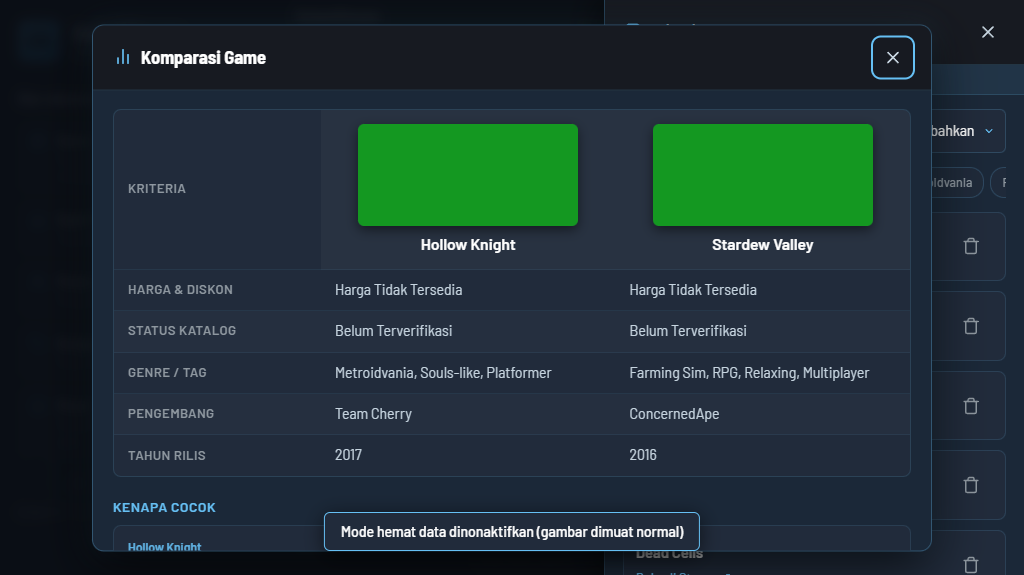 Komparasi Game
bahkan
KRITERIA
oldvania
Hollow Knight
Stardew Valley
HARGA & DISKON
Harga Tidak Tersedia
Harga Tidak Tersedia
STATUS KATALOG
Belum Terverifikasi
Belum Terverifikasi
GENRE / TAG
Metroidvania, Souls-like, Platformer
Farming Sim, RPG, Relaxing, Multiplayer
PENGEMBANG
Team Cherry
ConcernedApe
TAHUN RILIS
2017
2016
KENAPA COCOK
Mode hemat data dinonaktifkan (gambar dimuat normal)
Hollow Knight
Dead Cells